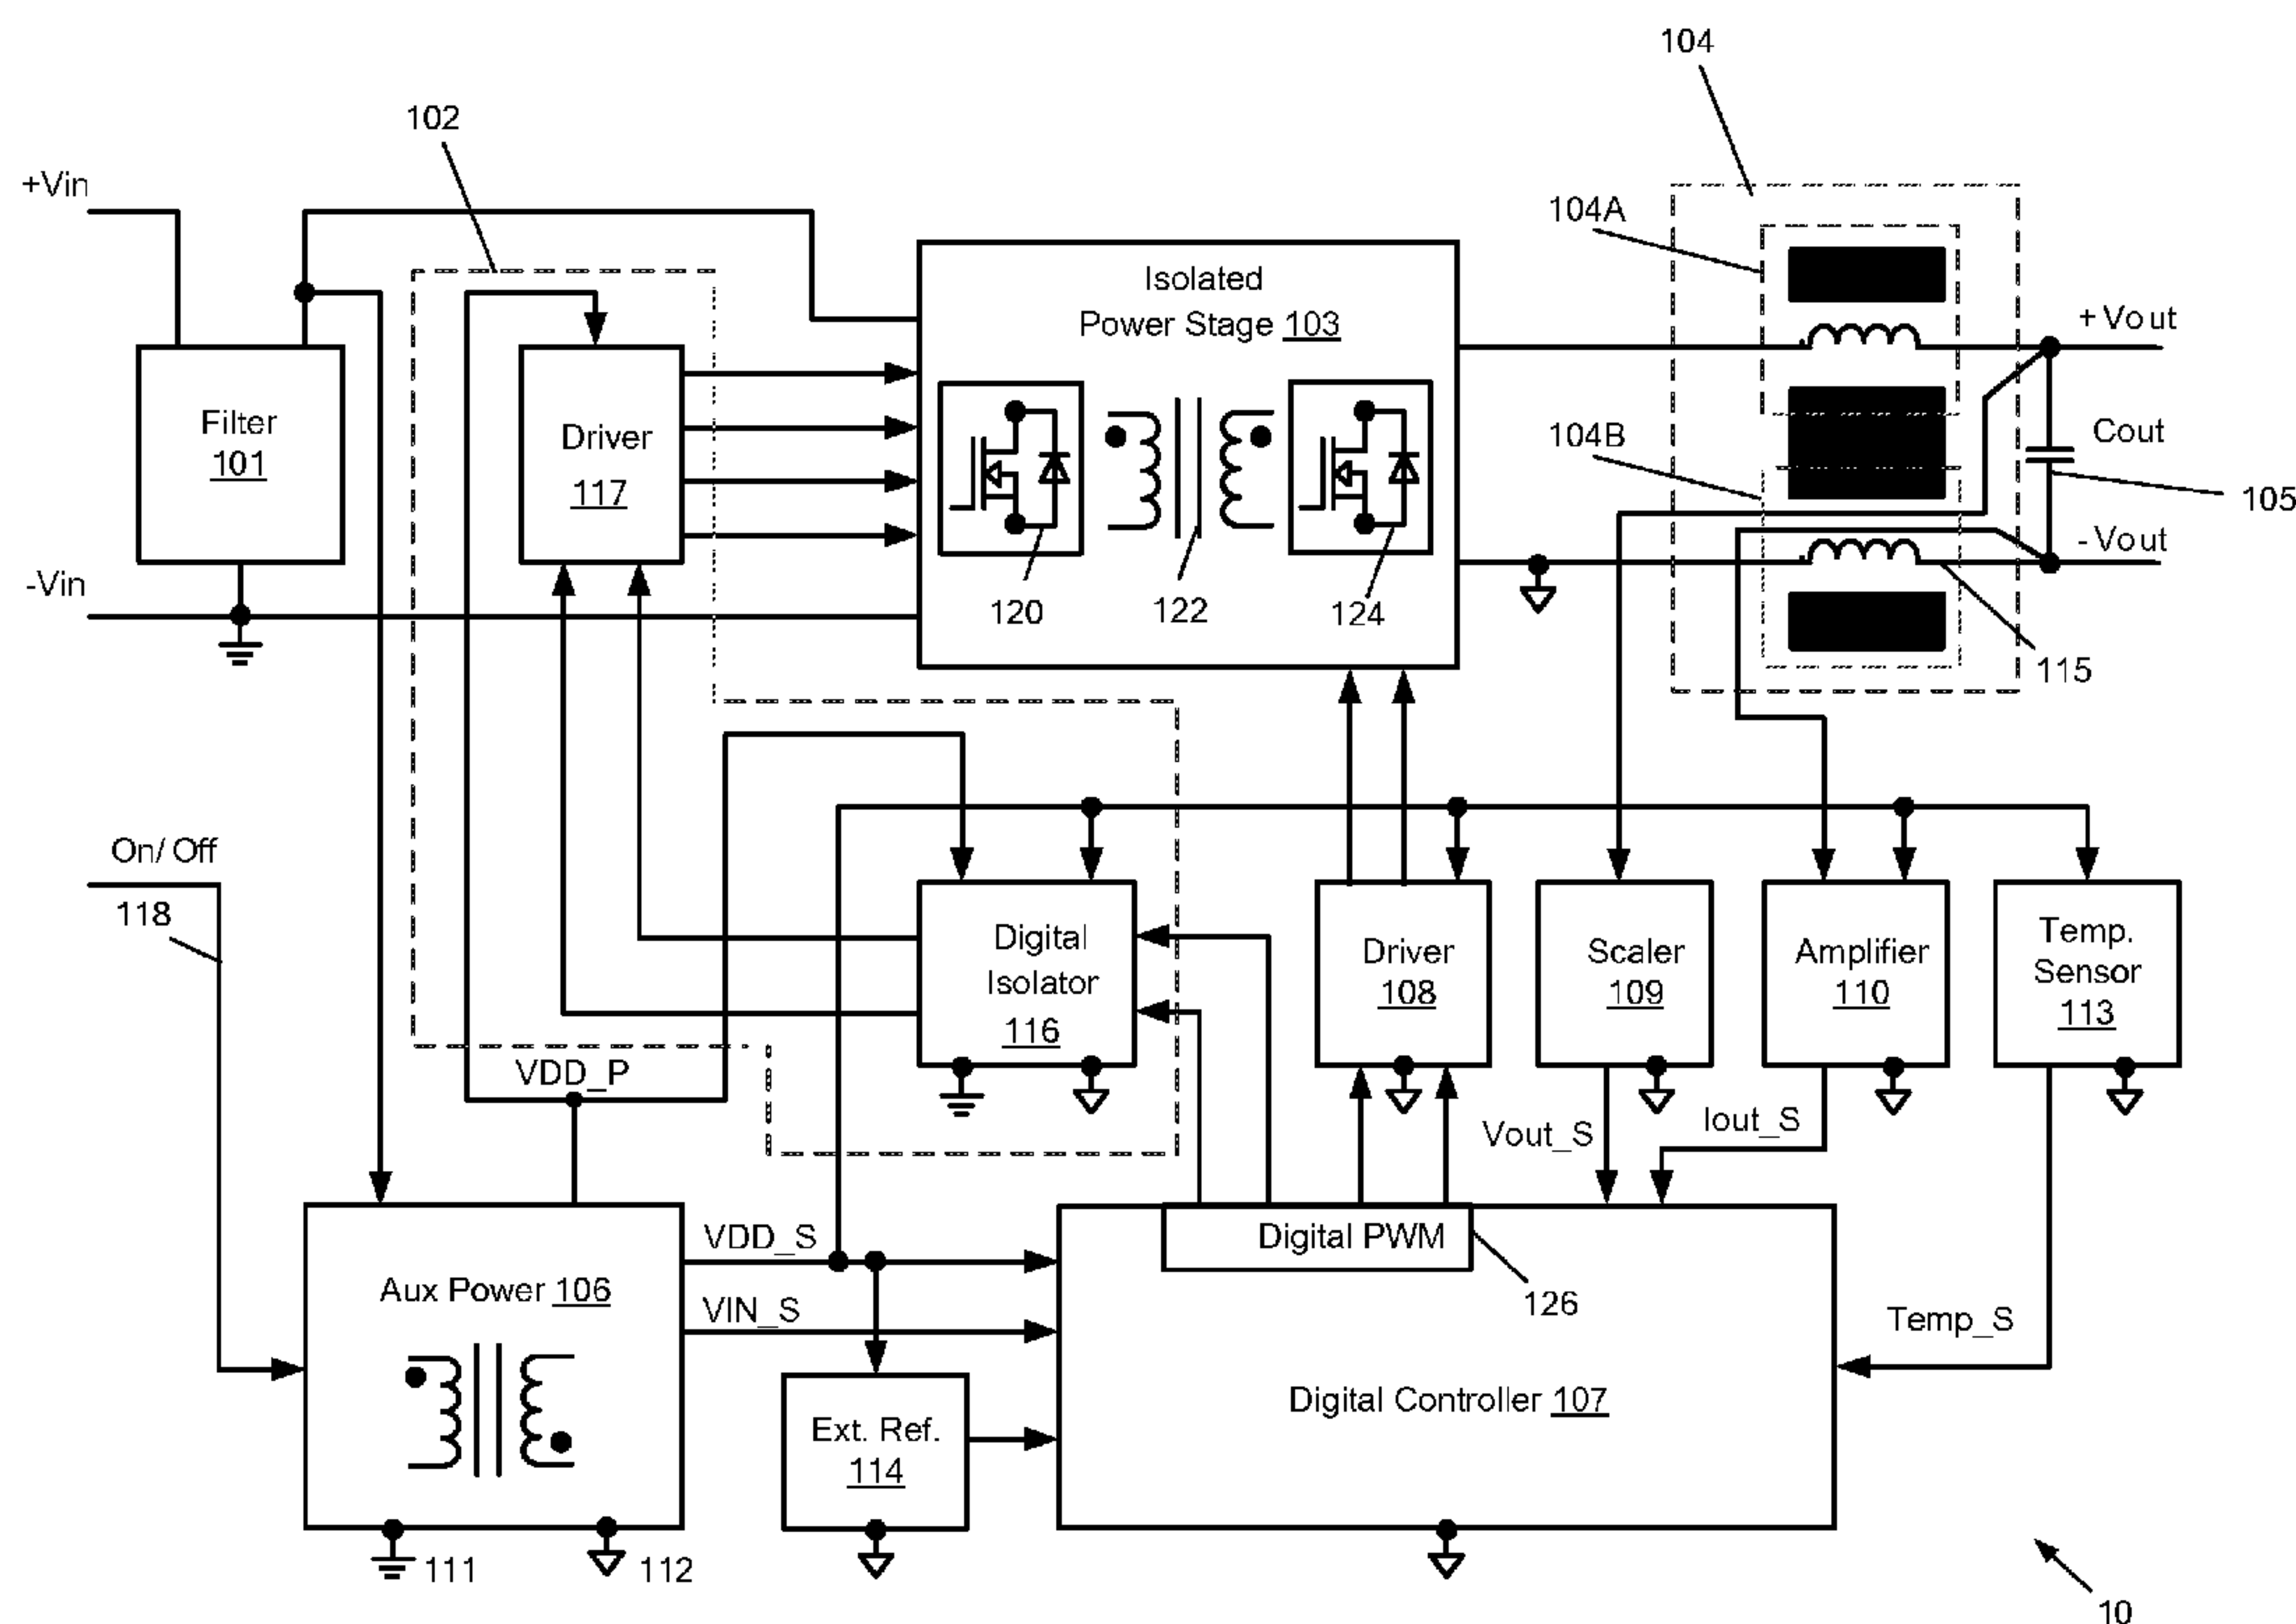 104
102
+Vin
104A
Isolated
Power Stage 103
+Vout
Filter
101
Driver
117
104B
Cout
105
-Vout
-Vin
120
122
124
115
On/ Off
118
Digital
Isolator
116
Driver
108
Scaler
109
Amplifier
110
Temp.
Sensor
113
VDD_P
Vout_S
Iout_S
VDD_S
Digital PWM
Aux Power 106
VIN_S
126
Temp_S
Ext. Ref.
114
Digital Controller 107
111
112
10